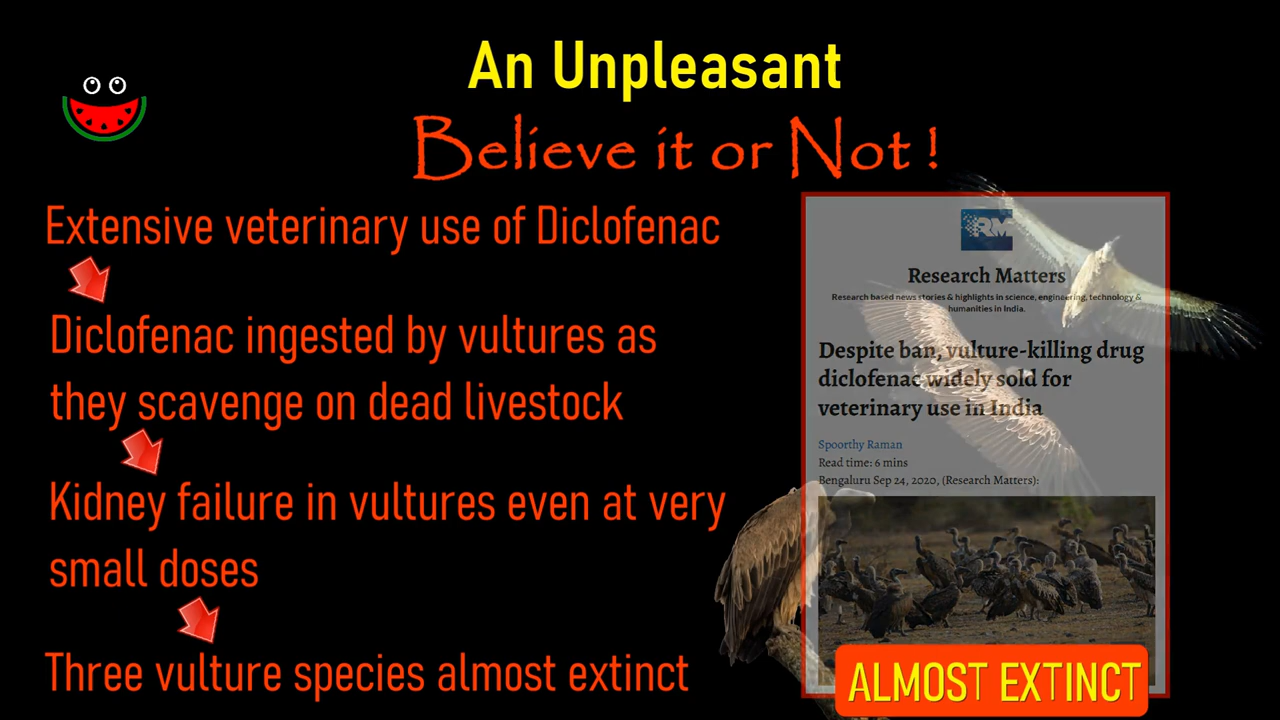 An Unpleasant
Believe it or Not !
Extensive veterinary use of Diclofenac
Diclofenac ingested by vultures as
they scavenge on dead livestock
Kidney failure in vultures even at very
small doses
Three vulture species almost extinct
RM
Research Matters
Research based news stories & highlights in science, engineering, technology &
humanities in India.
Despite ban, vulture-killing drug
diclofenac widely sold for
veterinary use in India
Spoorthy Raman
Read time: 6 mins
Bengaluru Sep 24, 2020, (Research Matters):
ALMOST EXTINCT